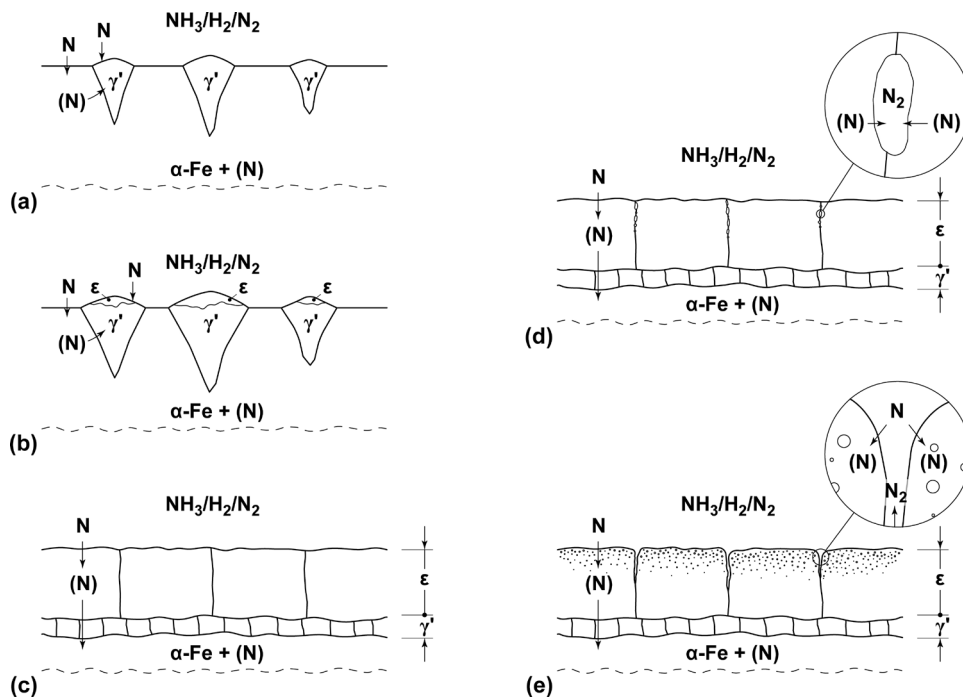 NH3/H2/N2
N
N
γ' γ' γ'
(N)
α-Fe + (N)
(a)
NH3/H2/N2
N ε N ε ε
γ' γ' γ'
(N)
α-Fe + (N)
(b)
NH3/H2/N2
N
(N)
ε
γ'
α-Fe + (N)
(c)
N2
(N) (N)
NH3/H2/N2
N
(N)
ε
γ'
α-Fe + (N)
(d)
N
(N) (N)
N2
NH3/H2/N2
N
(N)
ε
γ'
α-Fe + (N)
(e)